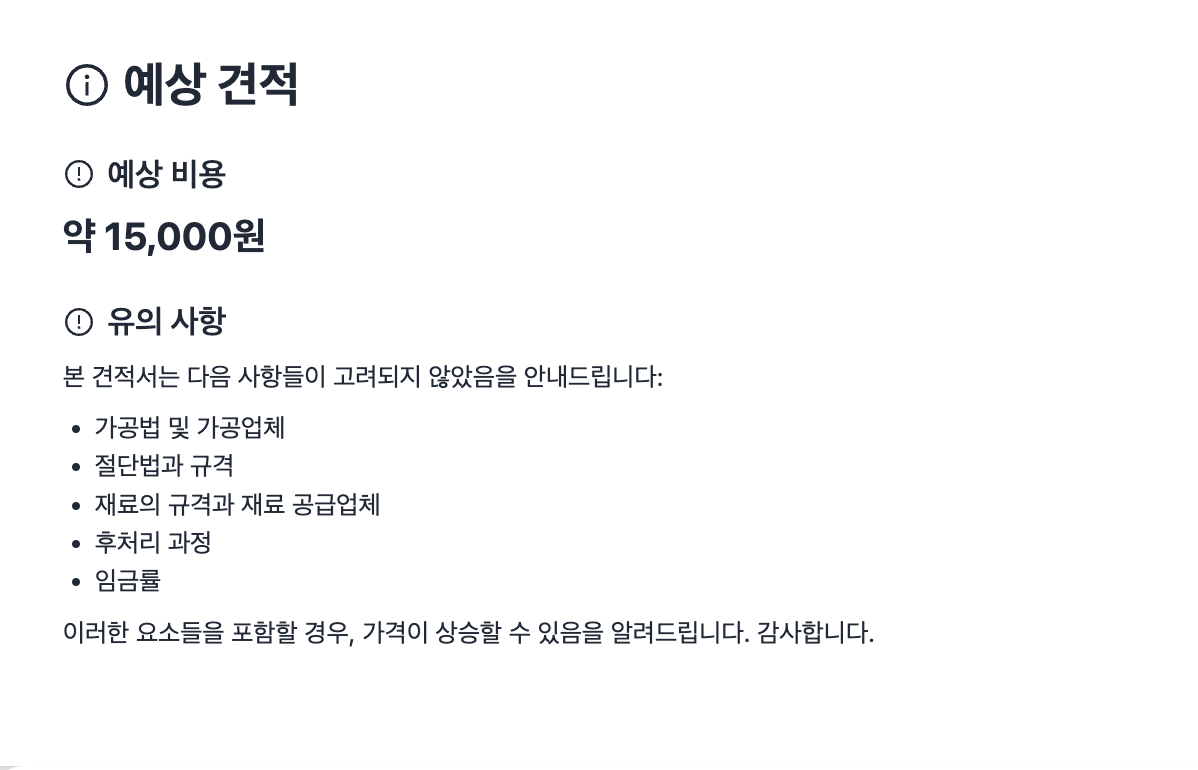 예상 견적
예상 비용
약 15,000원
유의 사항
본 견적서는 다음 사항들이 고려되지 않았음을 안내드립니다:
• 가공법 및 가공업체
• 절단법과 규격
• 재료의 규격과 재료 공급업체
• 후처리 과정
• 임금률
이러한 요소들을 포함할 경우, 가격이 상승할 수 있음을 알려드립니다. 감사합니다.